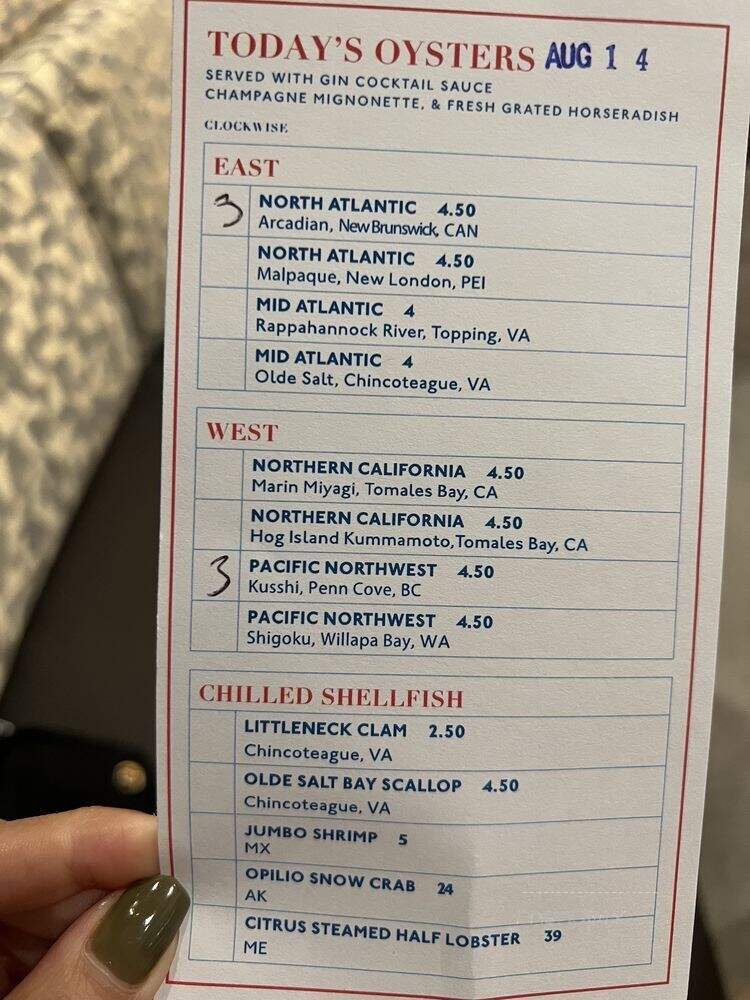 TODAY'S OYSTERS AUG 1 4
SERVED WITH GIN COCKTAIL SAUCE
CHAMPAGNE MIGNONETTE, & FRESH GRATED HORSERADISH
CLOCKWISE
EAST
3 NORTH ATLANTIC 4.50
Arcadian, New Brunswick, CAN
NORTH ATLANTIC 4.50
Malpaque, New London, PEI
MID ATLANTIC 4
Rappahannock River, Topping, VA
MID ATLANTIC 4
Olde Salt, Chincoteague, VA
WEST
NORTHERN CALIFORNIA 4.50
Marin Miyagi, Tomales Bay, CA
NORTHERN CALIFORNIA 4.50
Hog Island Kummamoto, Tomales Bay, CA
3 PACIFIC NORTHWEST 4.50
Kusshi, Penn Cove, BC
PACIFIC NORTHWEST 4.50
Shigoku, Willapa Bay, WA
CHILLED SHELLFISH
LITTLENECK CLAM 2.50
Chincoteague, VA
OLDE SALT BAY SCALLOP 4.50
Chincoteague, VA
JUMBO SHRIMP 5
MX
OPILIO SNOW CRAB 24
AK
CITRUS STEAMED HALF LOBSTER 39
ME